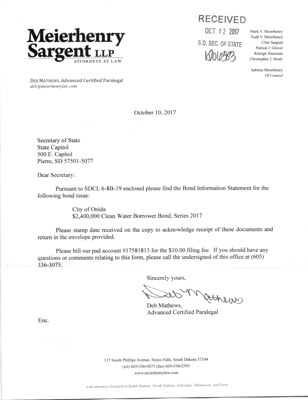 Meierhenry
Sargent LLP
ATTORNEYS AT LAW
RECEIVED
OCT 12 2017
S.D. SEC. OF STATE
Mark V. Meierhenry
Todd V. Meierhenry
Clint Sargent
Patrick J. Glover
Christopher J. Healy
Sabrina Meierhenry
Of Counsel
DEB MATHEWS, Advanced Certified Paralegal
deb@meierhenrylaw.com
October 10, 2017
Secretary of State
State Capitol
500 E. Capitol
Pierre, SD 57501-5077
Dear Secretary:
Pursuant to SDCL 6-8B-19 enclosed please find the Bond Information Statement for the
following bond issue:
City of Onida
$2,400,000 Clean Water Borrower Bond, Series 2017
Please stamp date received on the copy to acknowledge receipt of these documents and
return in the envelope provided.
Please bill our paid account #17581813 for the $10.00 filing fee. If you should have any
questions or comments relating to this form, please call the undersigned of this office at (605)
336-3075.
Sincerely yours,
Deb Mathews
Deb Mathews,
Advanced Certified Paralegal
Enc.
315 South Phillips Avenue, Sioux Falls, South Dakota 57104
(tel) 605•336•3075 (fax) 605•336•2593
www.meierhenrylaw.com
with attorneys licensed in South Dakota, North Dakota, Nebraska, Minnesota, and Iowa